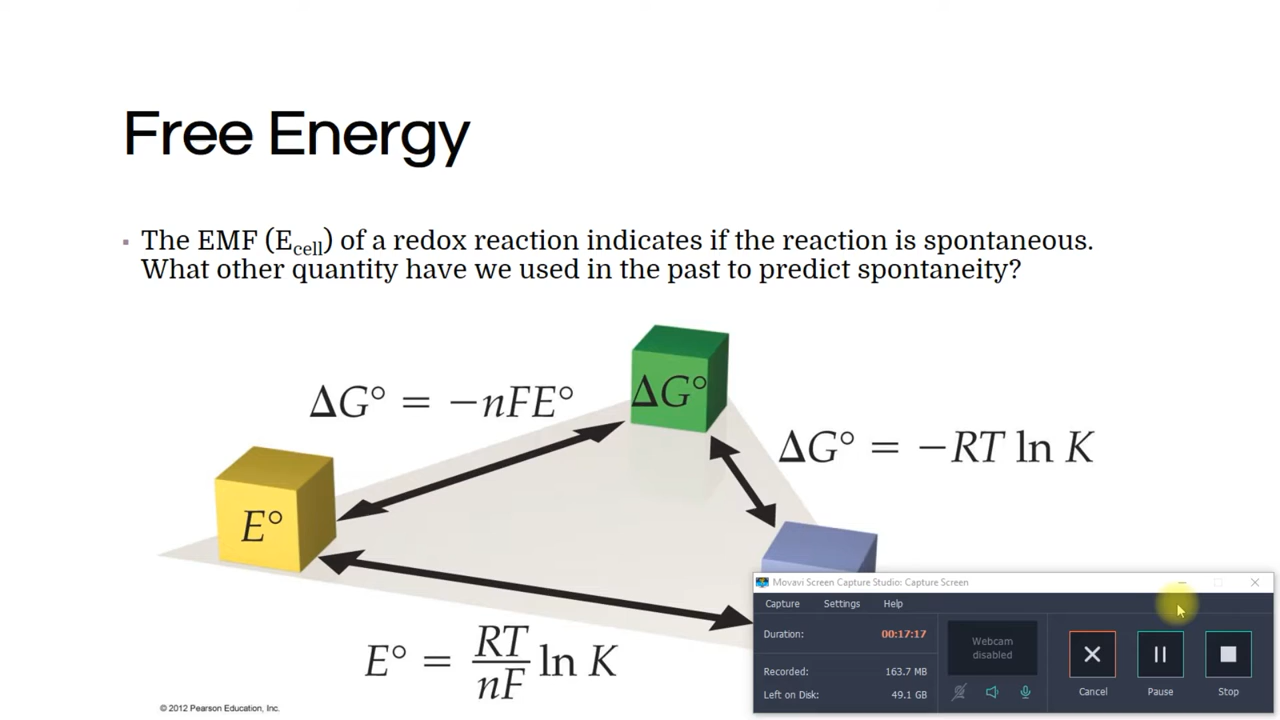 Free Energy
▪ The EMF (Ecell) of a redox reaction indicates if the reaction is spontaneous.
What other quantity have we used in the past to predict spontaneity?
ΔG°
ΔG° = −nFE°
ΔG° = −RT ln K
E°
E° = RT/nF ln K
© 2012 Pearson Education, Inc.
Movavi Screen Capture Studio: Capture Screen
Capture Settings Help
Duration: 00:17:17
Webcam
disabled
Recorded: 163.7 MB
Left on Disk: 49.1 GB
Cancel Pause Stop